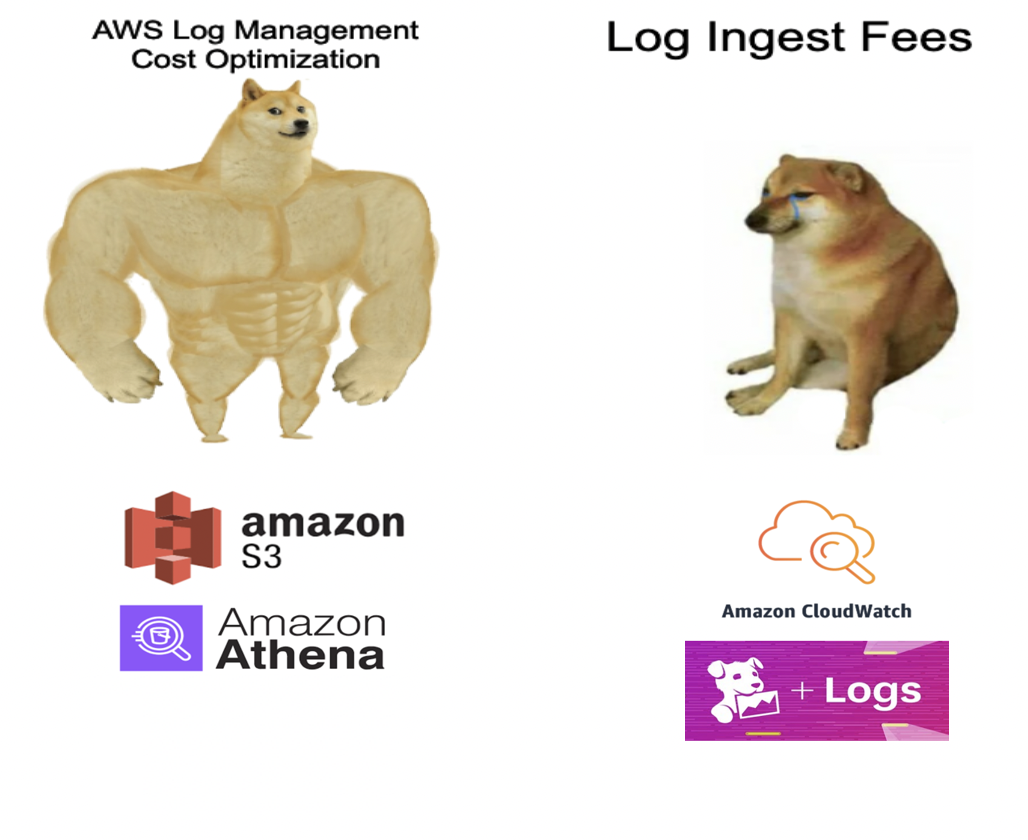 AWS Log Management
Cost Optimization
Log Ingest Fees
amazon
S3
Amazon
Athena
Amazon CloudWatch
+ Logs